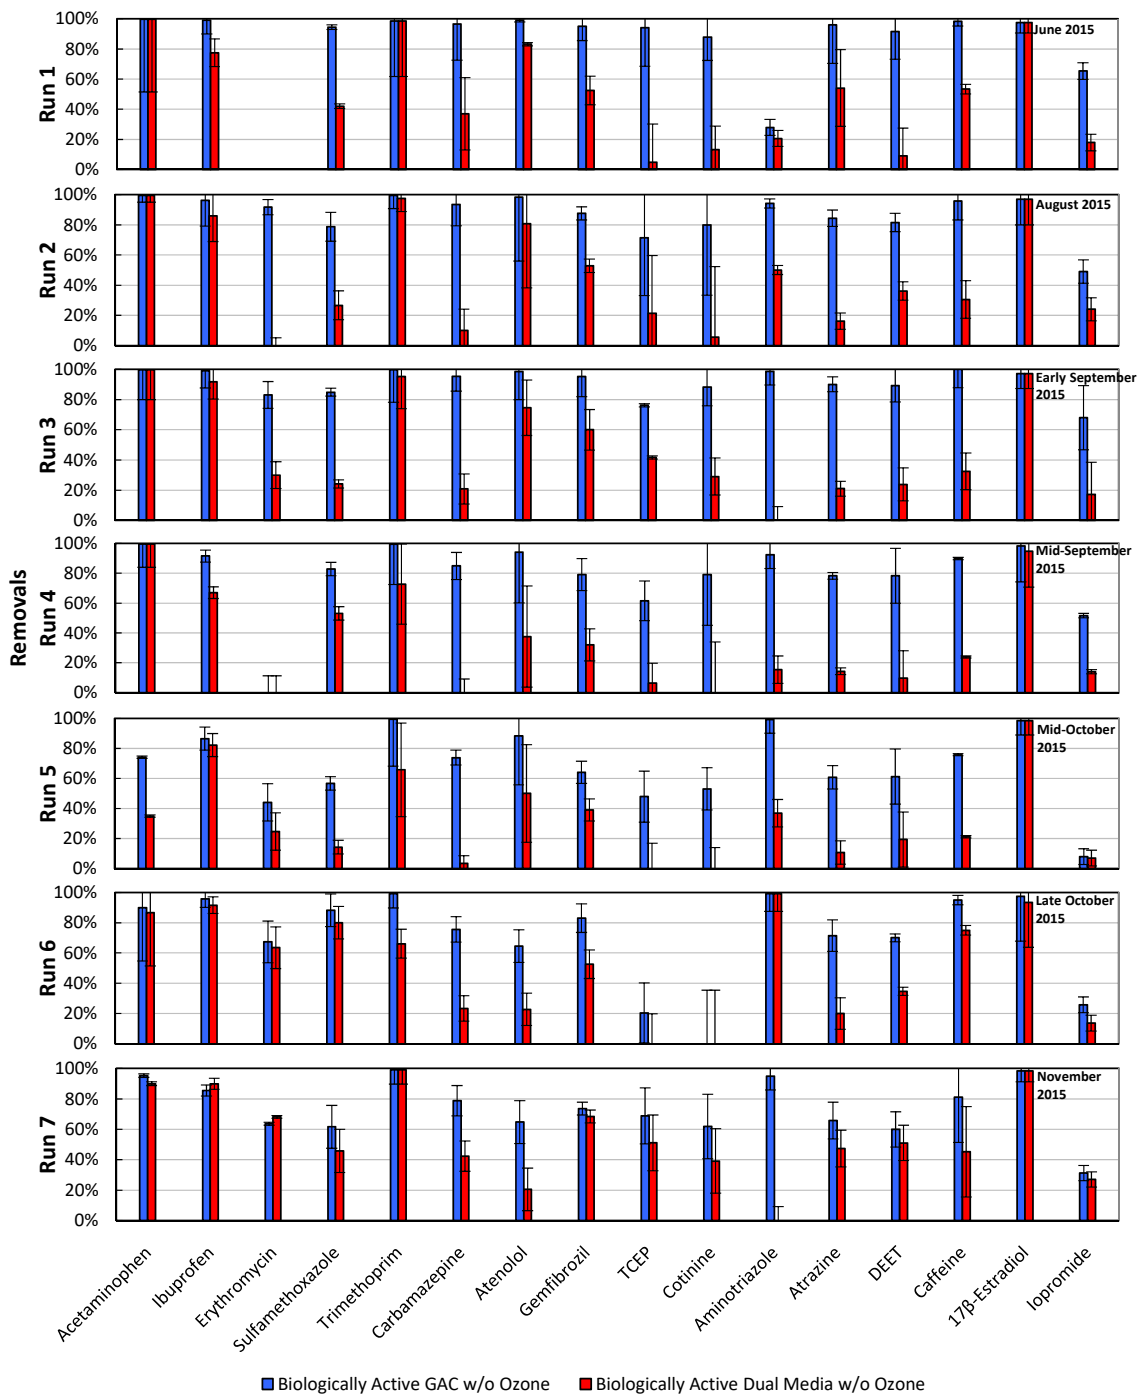 Removals
Run 1
100%
80%
60%
40%
20%
0%
June 2015
Run 2
100%
80%
60%
40%
20%
0%
August 2015
Run 3
100%
80%
60%
40%
20%
0%
Early September
2015
Run 4
100%
80%
60%
40%
20%
0%
Mid-September
2015
Run 5
100%
80%
60%
40%
20%
0%
Mid-October
2015
Run 6
100%
80%
60%
40%
20%
0%
Late October
2015
Run 7
100%
80%
60%
40%
20%
0%
November
2015
Acetaminophen
Ibuprofen
Erythromycin
Sulfamethoxazole
Trimethoprim
Carbamazepine
Atenolol
Gemfibrozil
TCEP
Cotinine
Aminotriazole
Atrazine
DEET
Caffeine
17β-Estradiol
Iopromide
Biologically Active GAC w/o Ozone
Biologically Active Dual Media w/o Ozone